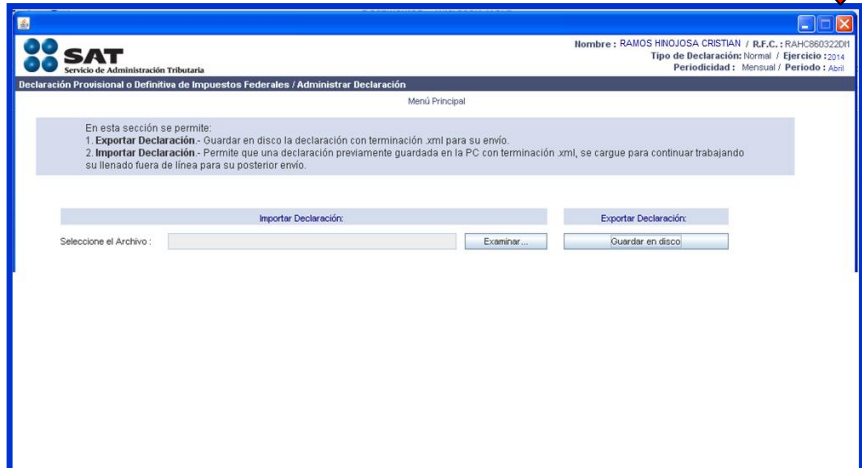 Nombre : RAMOS HINOJOSA CRISTIAN / R.F.C. : RAHC860322DI1
SAT
Servicio de Administración Tributaria
Tipo de Declaración: Normal / Ejercicio : 2014
Periodicidad : Mensual / Periodo : Abril
Declaración Provisional o Definitiva de Impuestos Federales / Administrar Declaración
Menú Principal
En esta sección se permite:
1. Exportar Declaración.- Guardar en disco la declaración con terminación .xml para su envío.
2. Importar Declaración.- Permite que una declaración previamente guardada en la PC con terminación .xml, se cargue para continuar trabajando
su llenado fuera de línea para su posterior envío.
Importar Declaración:
Exportar Declaración:
Seleccione el Archivo :
Examinar...
Guardar en disco